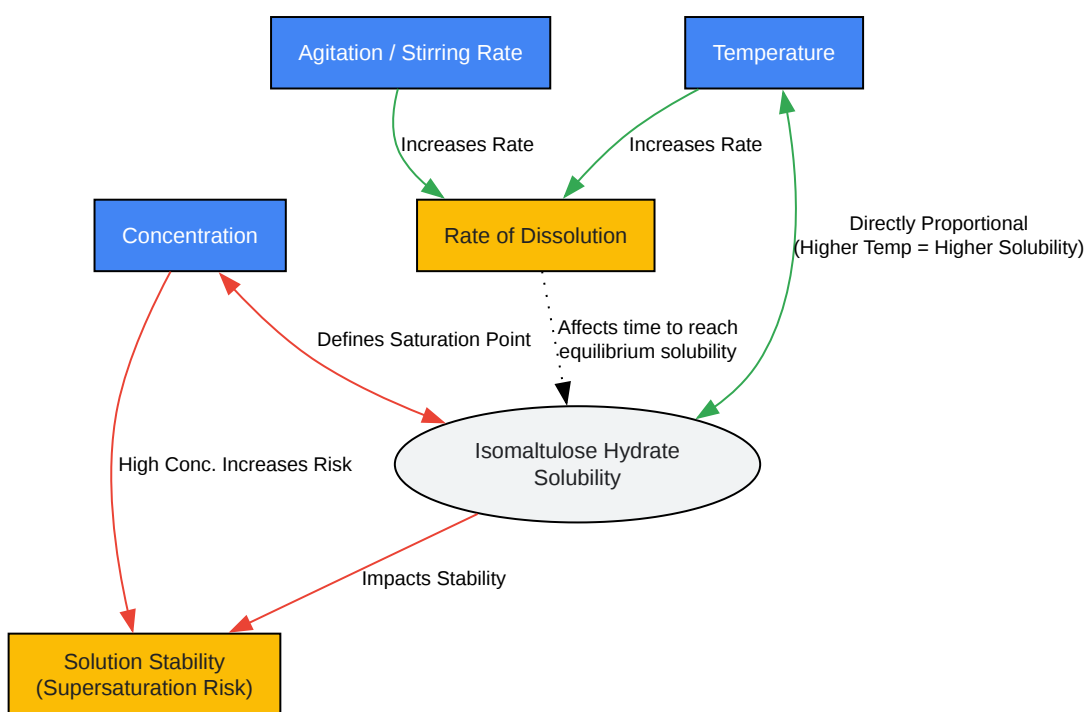 Agitation / Stirring Rate
Temperature
Increases Rate
Increases Rate
Concentration
Rate of Dissolution
Directly Proportional
(Higher Temp = Higher Solubility)
Defines Saturation Point
Affects time to reach
equilibrium solubility
Isomaltulose Hydrate
Solubility
High Conc. Increases Risk
Impacts Stability
Solution Stability
(Supersaturation Risk)